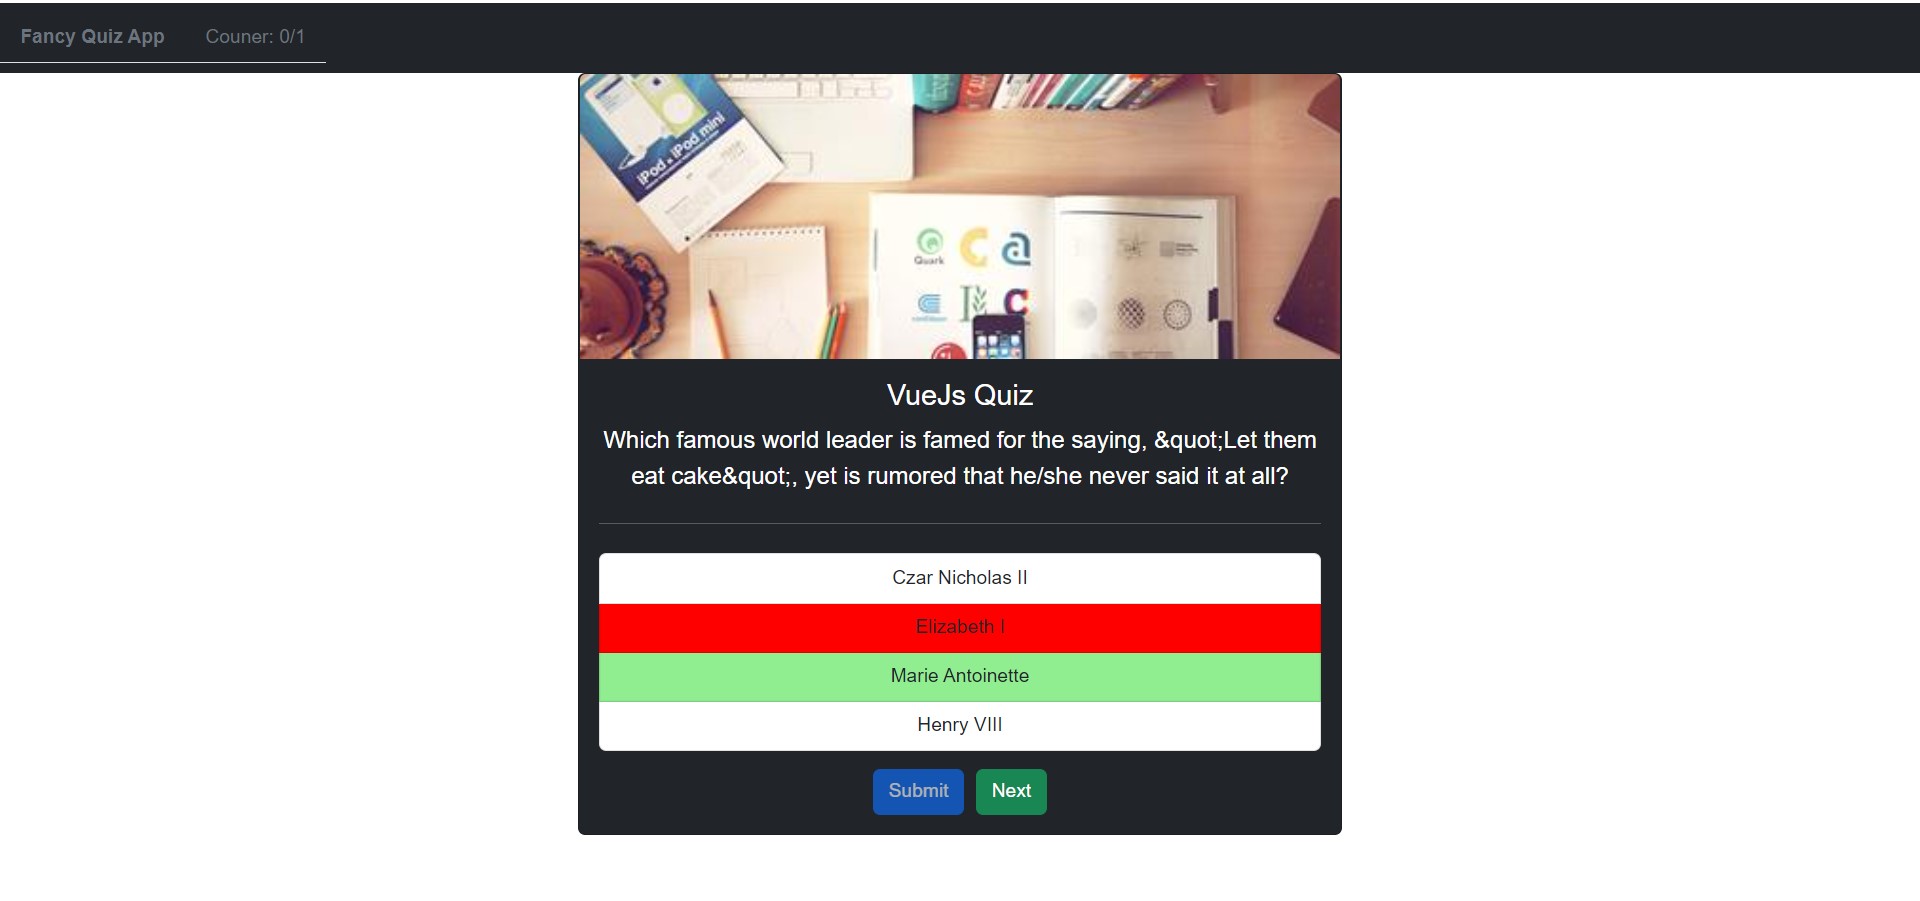 Fancy Quiz App Couner: 0/1
iPod & iPod mini
Quark
VueJs Quiz
Which famous world leader is famed for the saying, &quot;Let them
eat cake&quot;, yet is rumored that he/she never said it at all?
Czar Nicholas II
Elizabeth I
Marie Antoinette
Henry VIII
Submit Next